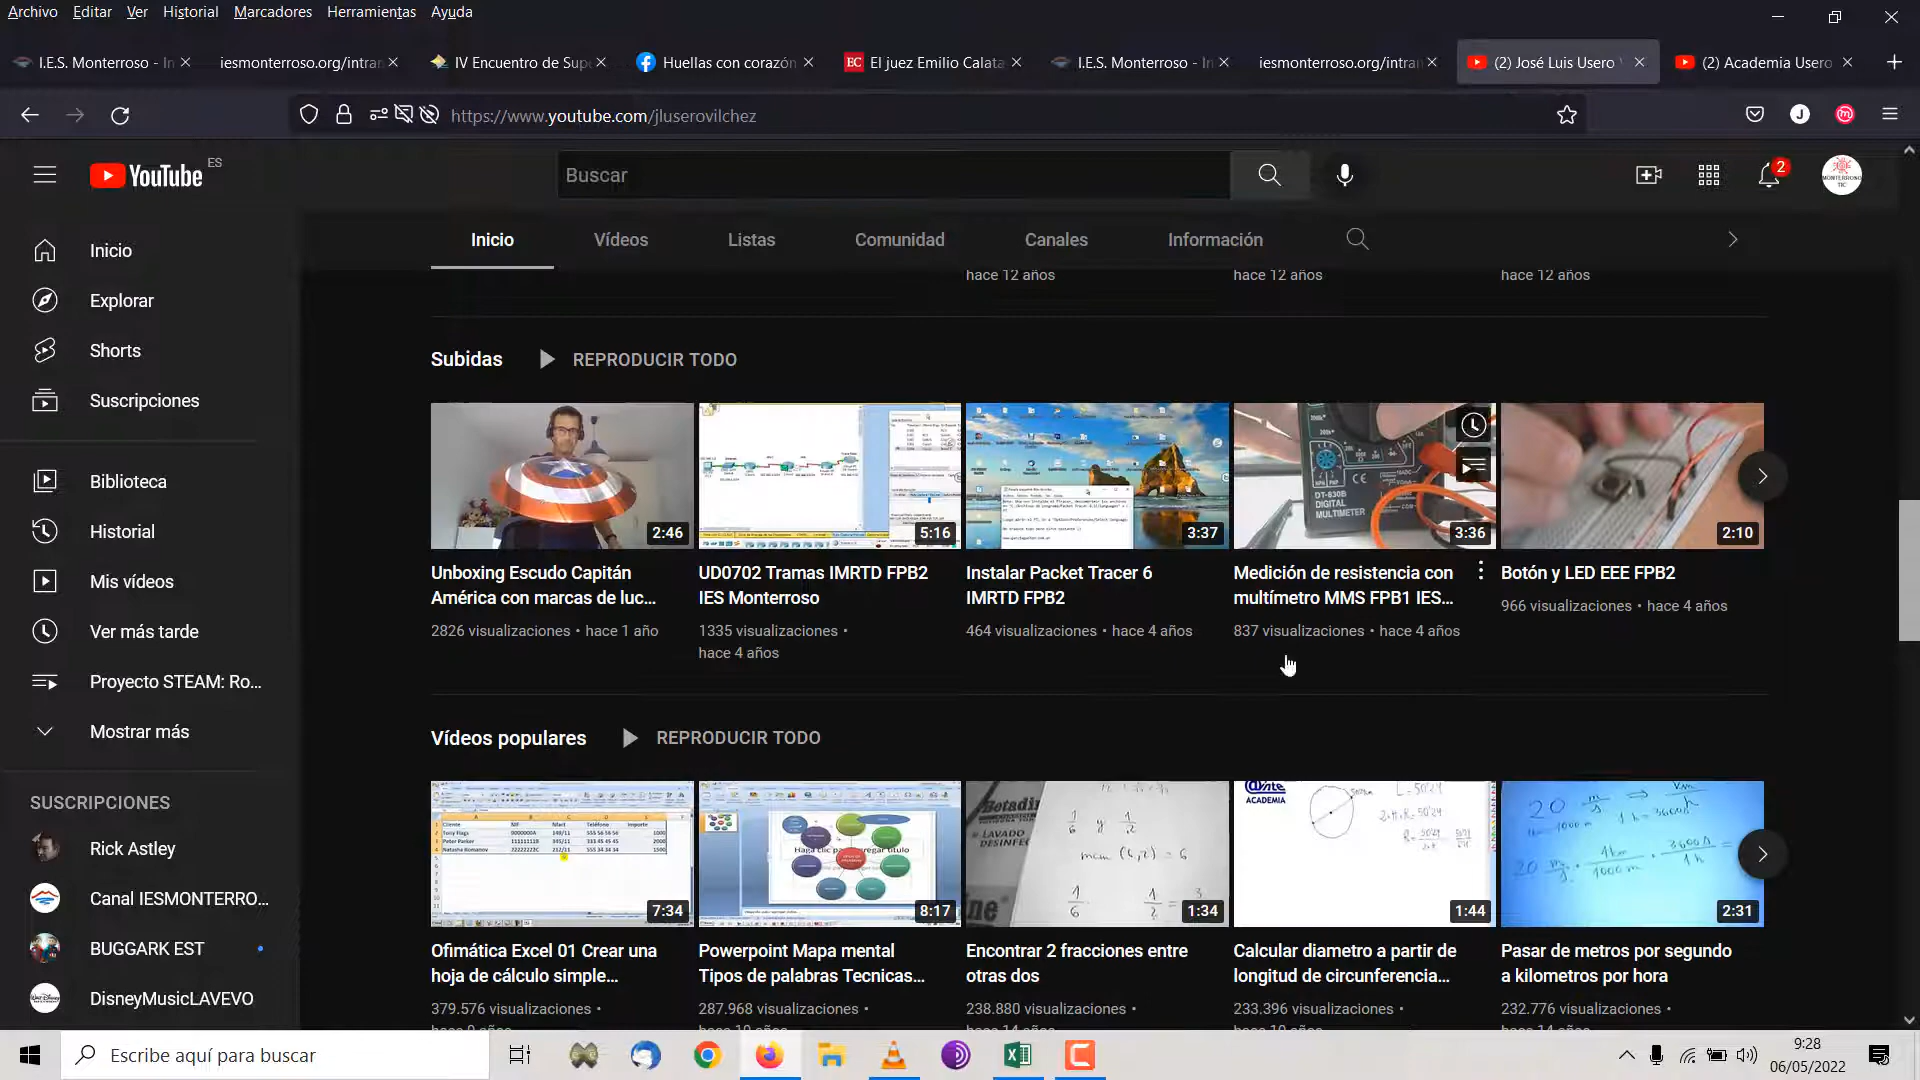 Archivo Editar Ver Historial Marcadores Herramientas Ayuda
I.E.S. Monterroso - In
iesmonterroso.org/intran
IV Encuentro de Sup
Huellas con corazón
EC El juez Emilio Calata
I.E.S. Monterroso - In
iesmonterroso.org/intran
(2) José Luis Usero
(2) Academia Usero
https://www.youtube.com/jluserovilchez
J
YouTube ES
Buscar
2
MONTERROSO
TIC
Inicio
Explorar
Shorts
Suscripciones
Biblioteca
Historial
Mis vídeos
Ver más tarde
Proyecto STEAM: Ro...
Mostrar más
SUSCRIPCIONES
Rick Astley
Canal IESMONTERRO...
BUGGARK EST
DisneyMusicLAVEVO
Inicio Vídeos Listas Comunidad Canales Información
hace 12 años
hace 12 años
hace 12 años
Subidas REPRODUCIR TODO
2:46
Unboxing Escudo Capitán
América con marcas de luc...
2826 visualizaciones • hace 1 año
5:16
UD0702 Tramas IMRTD FPB2
IES Monterroso
1335 visualizaciones •
hace 4 años
3:37
Instalar Packet Tracer 6
IMRTD FPB2
464 visualizaciones • hace 4 años
DT-830B
DIGITAL
MULTIMETER
3:36
Medición de resistencia con
multímetro MMS FPB1 IES...
837 visualizaciones • hace 4 años
2:10
Botón y LED EEE FPB2
966 visualizaciones • hace 4 años
Vídeos populares REPRODUCIR TODO
7:34
Ofimática Excel 01 Crear una
hoja de cálculo simple...
379.576 visualizaciones •
8:17
Powerpoint Mapa mental
Tipos de palabras Tecnicas...
287.968 visualizaciones •
1:34
Encontrar 2 fracciones entre
otras dos
238.880 visualizaciones •
ACADEMIA
1:44
Calcular diametro a partir de
longitud de circunferencia...
233.396 visualizaciones •
2:31
Pasar de metros por segundo
a kilometros por hora
232.776 visualizaciones •
Escribe aquí para buscar
9:28
06/05/2022